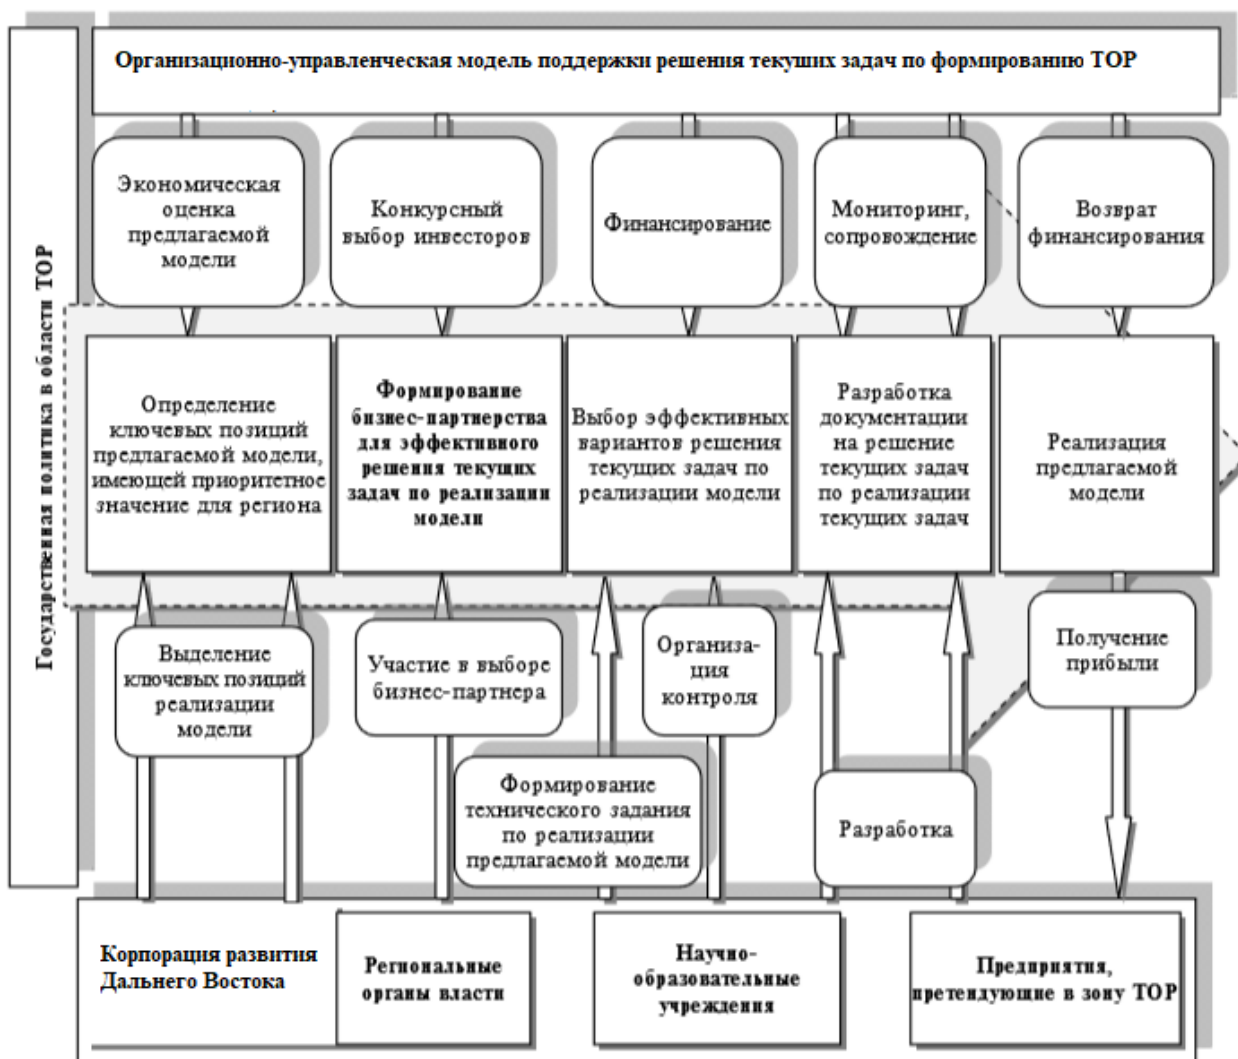 Организационно-управленческая модель поддержки решения текуших задач по формированию ТОР
Государственная политика в области ТОР
Экономическая
оценка
предлагаемой
модели
Конкурсный
выбор инвесторов
Финансирование
Мониторинг,
сопровождение
Возврат
финансирования
Определение
ключевых позиций
предлагаемой модели,
имеющей приоритетное
значение для региона
Формирование
бизнес-партнерства
для эффективного
решения текущих
задач по реализации
модели
Выбор эффективных
вариантов решения
текущих задач по
реализации модели
Разработка
документации
на решение
текущих задач
по реализации
текущих задач
Реализация
предлагаемой
модели
Выделение
ключевых позиций
реализации
модели
Участие в выборе
бизнес-партнера
Организа-
ция
контроля
Получение
прибыли
Формирование
технического задания
по реализации
предлагаемой модели
Разработка
Корпорация развития
Дальнего Востока
Региональные
органы власти
Научно-
образовательные
учреждения
Предприятия,
претендующие в зону ТОР